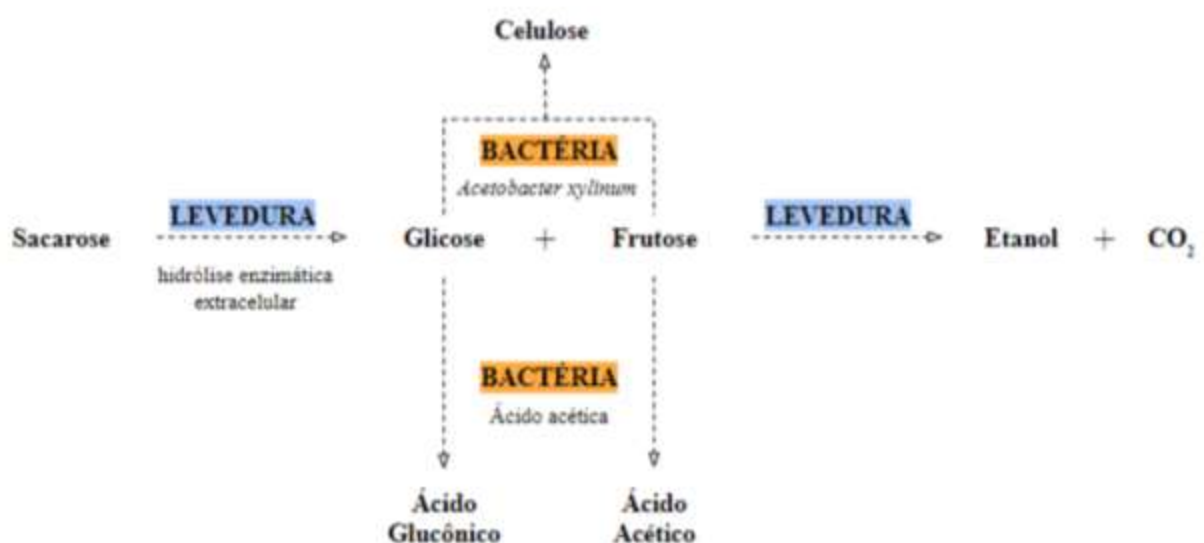 Celulose
BACTÉRIA
Acetobacter xylinum
LEVEDURA
LEVEDURA
Sacarose
Glicose + Frutose
Etanol + CO₂
hidrólise enzimática
extracelular
BACTÉRIA
Ácido acética
Ácido
Glucônico
Ácido
Acético